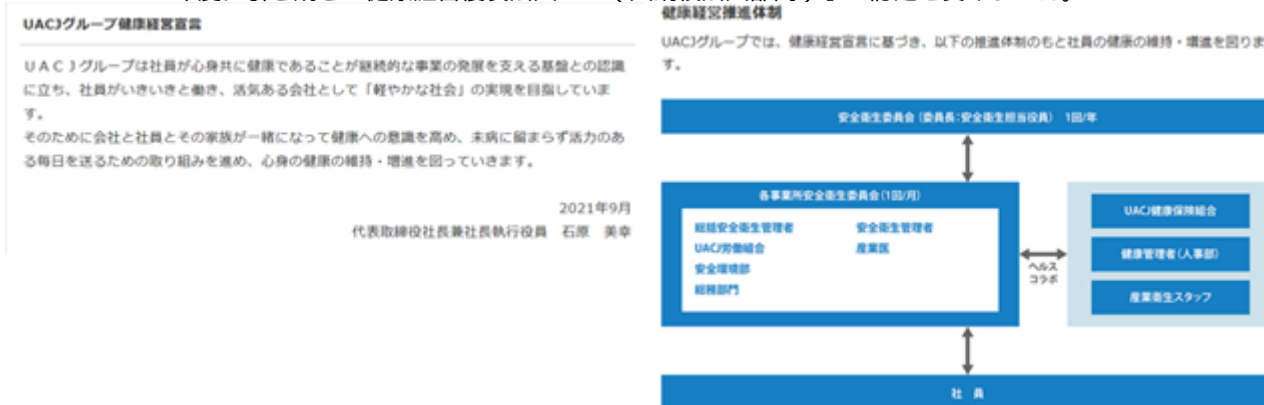 UACJグループ健康経営宣言
UACJグループは社員が心身共に健康であることが継続的な事業の発展を支える基盤との認識
に立ち、社員がいきいきと働き、活気ある会社として「軽やかな社会」の実現を目指していま
す。
そのために会社と社員とその家族が一緒になって健康への意識を高め、未病に留まらず活力のあ
る毎日を送るための取り組みを進め、心身の健康の維持・増進を図っていきます。
2021年9月
代表取締役社長兼社長執行役員 石原 美幸
健康経営推進体制
UACJグループでは、健康経営宣言に基づき、以下の推進体制のもと社員の健康の維持・増進を図りま
す。
安全衛生委員会（委員長：安全衛生担当役員） 1回/年
各事業所安全衛生委員会（1回/月）
総括安全衛生管理者 安全衛生管理者
UACJ労働組合 産業医
安全環境部
総務部門
ヘルス
コラボ
UACJ健康保険組合
健康管理者（人事部）
産業衛生スタッフ
社 員